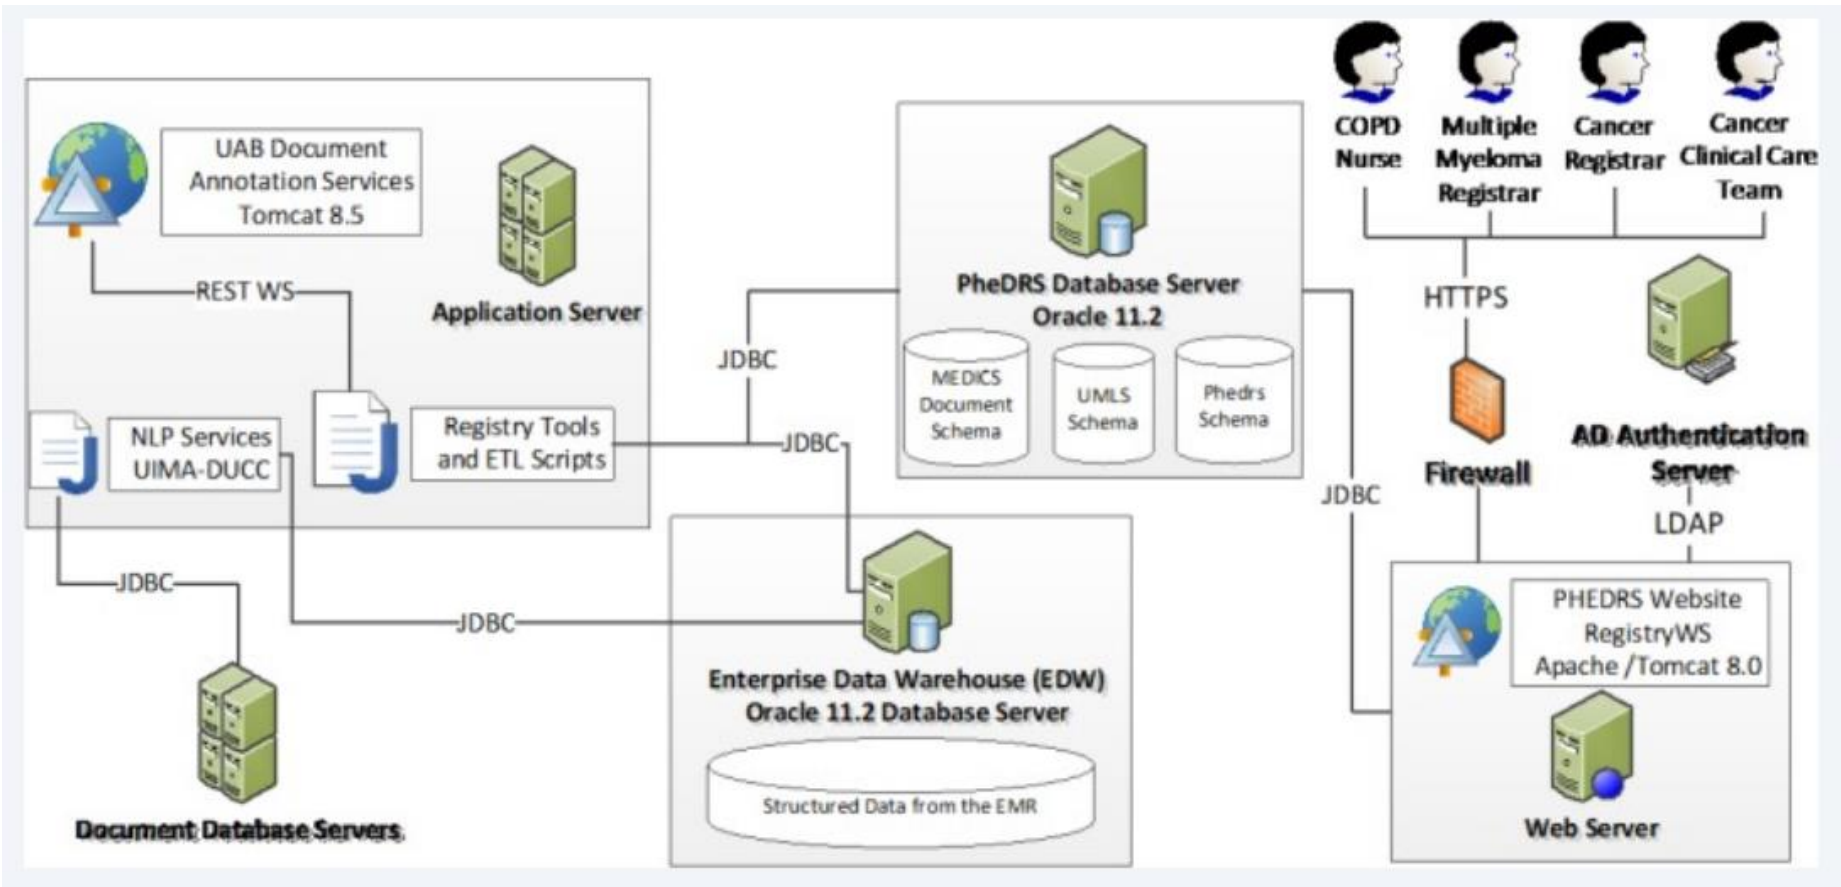 UAB Document
Annotation Services
Tomcat 8.5
REST WS
Application Server
NLP Services
UIMA-DUCC
Registry Tools
and ETL Scripts
JDBC
JDBC
JDBC
JDBC
Document Database Servers
PheDRS Database Server
Oracle 11.2
MEDICS
Document
Schema
UMLS
Schema
Phedrs
Schema
Enterprise Data Warehouse (EDW)
Oracle 11.2 Database Server
Structured Data from the EMR
COPD
Nurse
Multiple
Myeloma
Registrar
Cancer
Registrar
Cancer
Clinical Care
Team
HTTPS
Firewall
AD Authentication
Server
JDBC
LDAP
PHEDRS Website
RegistryWS
Apache /Tomcat 8.0
Web Server